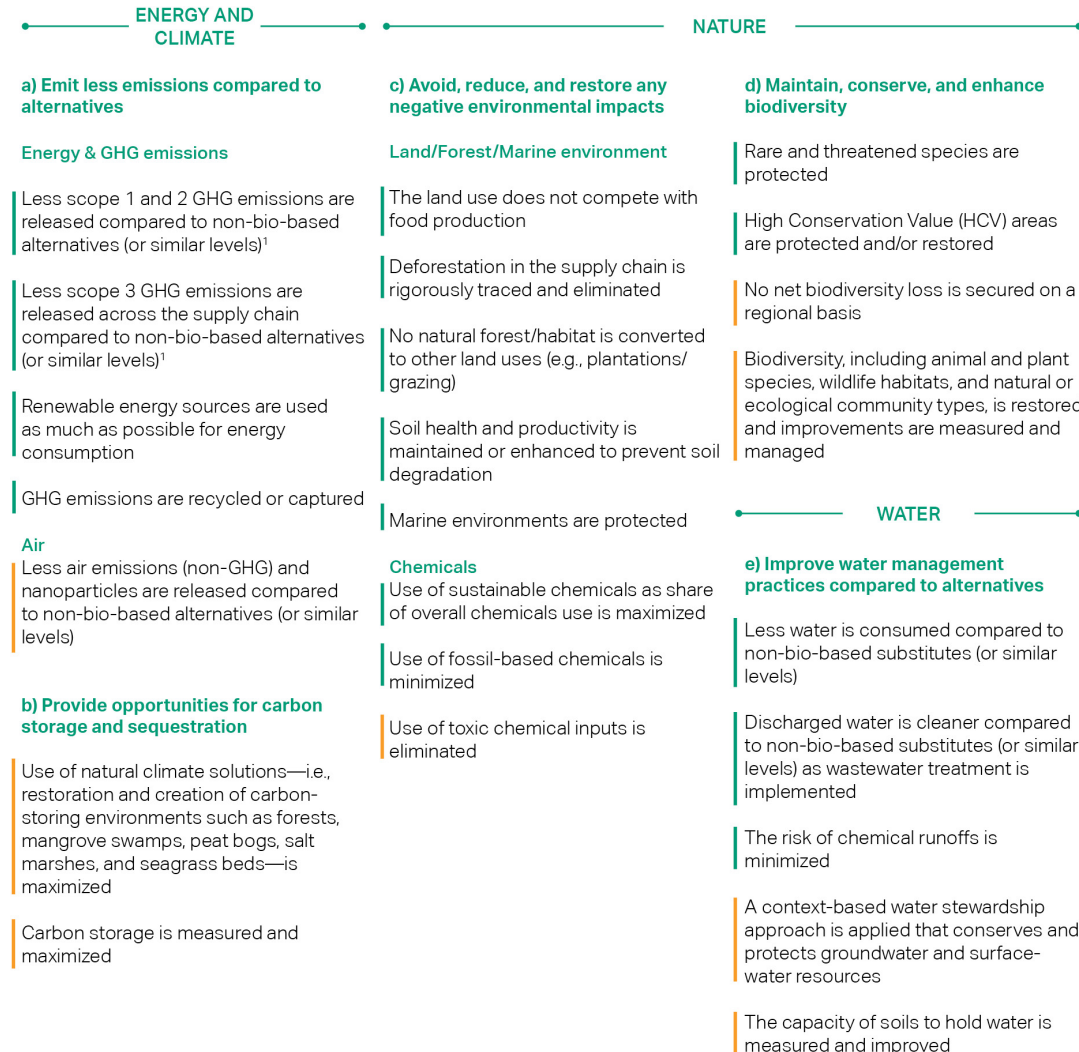 ENERGY AND
CLIMATE
a) Emit less emissions compared to
alternatives
Energy & GHG emissions
Less scope 1 and 2 GHG emissions are
released compared to non-bio-based
alternatives (or similar levels)¹
Less scope 3 GHG emissions are
released across the supply chain
compared to non-bio-based alternatives
(or similar levels)¹
Renewable energy sources are used
as much as possible for energy
consumption
GHG emissions are recycled or captured
Air
Less air emissions (non-GHG) and
nanoparticles are released compared
to non-bio-based alternatives (or similar
levels)
b) Provide opportunities for carbon
storage and sequestration
Use of natural climate solutions—i.e.,
restoration and creation of carbon-
storing environments such as forests,
mangrove swamps, peat bogs, salt
marshes, and seagrass beds—is
maximized
Carbon storage is measured and
maximized
NATURE
c) Avoid, reduce, and restore any
negative environmental impacts
Land/Forest/Marine environment
The land use does not compete with
food production
Deforestation in the supply chain is
rigorously traced and eliminated
No natural forest/habitat is converted
to other land uses (e.g., plantations/
grazing)
Soil health and productivity is
maintained or enhanced to prevent soil
degradation
Marine environments are protected
Chemicals
Use of sustainable chemicals as share
of overall chemicals use is maximized
Use of fossil-based chemicals is
minimized
Use of toxic chemical inputs is
eliminated
d) Maintain, conserve, and enhance
biodiversity
Rare and threatened species are
protected
High Conservation Value (HCV) areas
are protected and/or restored
No net biodiversity loss is secured on a
regional basis
Biodiversity, including animal and plant
species, wildlife habitats, and natural or
ecological community types, is restored
and improvements are measured and
managed
WATER
e) Improve water management
practices compared to alternatives
Less water is consumed compared to
non-bio-based substitutes (or similar
levels)
Discharged water is cleaner compared
to non-bio-based substitutes (or similar
levels) as wastewater treatment is
implemented
The risk of chemical runoffs is
minimized
A context-based water stewardship
approach is applied that conserves and
protects groundwater and surface-
water resources
The capacity of soils to hold water is
measured and improved